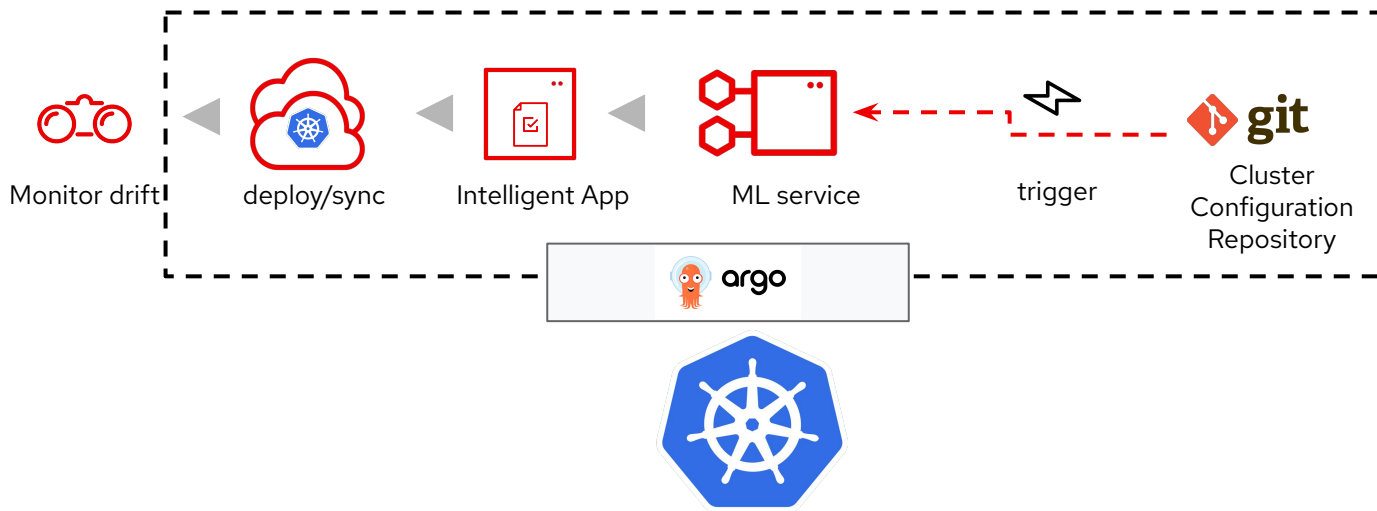 git
Monitor drift
deploy/sync
Intelligent App
ML service
trigger
Cluster
Configuration
Repository
argo